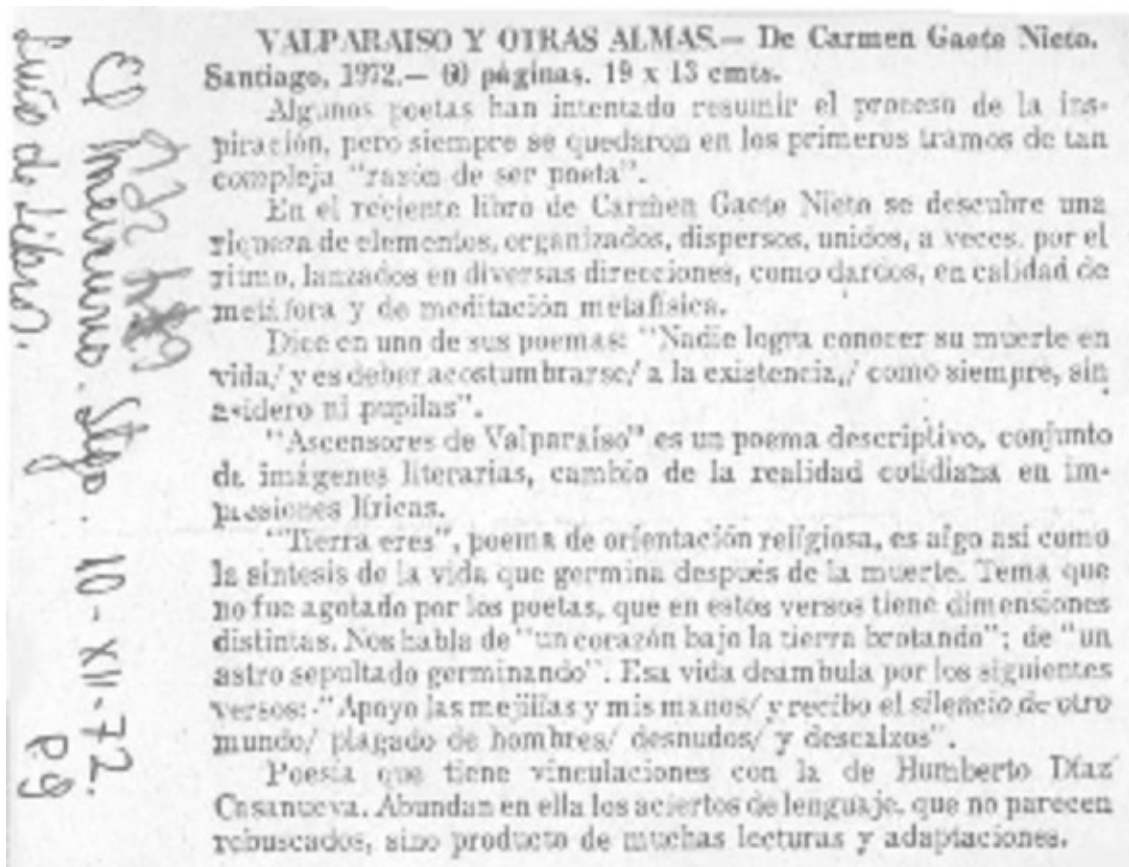 VALPARAISO Y OTRAS ALMAS.— De Carmen Gaete Nieto.
Santiago, 1972.— páginas. 19 x 13 cmts.
Algunos poetas han intentado resumir el proceso de la ins-
piración, pero siempre se quedaron en los primeros tramos de tan
compleja "razón de ser poeta".
En el reciente libro de Carmen Gaete Nieto se descubre una
riqueza de elementos, organizados, dispersos, unidos, a veces, por el
ritmo, lanzados en diversas direcciones, como dardos, en calidad de
metáfora y de meditación metafísica.
Dice en uno de sus poemas: "Nadie logra conocer su muerte en
vida/ y es deber acostumbrarse/ a la existencia,/ como siempre, sin
asidero ni pupilas".
"Ascensores de Valparaíso" es un poema descriptivo, conjunto
de imágenes literarias, cambio de la realidad cotidiana en im-
presiones líricas.
"Tierra eres", poema de orientación religiosa, es algo así como
la síntesis de la vida que germina después de la muerte. Tema que
no fue agotado por los poetas, que en estos versos tiene dimensiones
distintas. Nos habla de "un corazón bajo la tierra brotando"; de "un
astro sepultado germinando". Esa vida deambula por los siguientes
versos: "Apoyo las mejillas y mis manos/ y recibo el silencio de otro
mundo/ plagado de hombres/ desnudos/ y descalzos".
Poesía que tiene vinculaciones con la de Humberto Díaz
Casanueva. Abundan en ella los aciertos de lenguaje, que no parecen
rebuscados, sino producto de muchas lecturas y adaptaciones.
El Mercurio. Stgo. 10-XII-72. P. 9
de Libro.